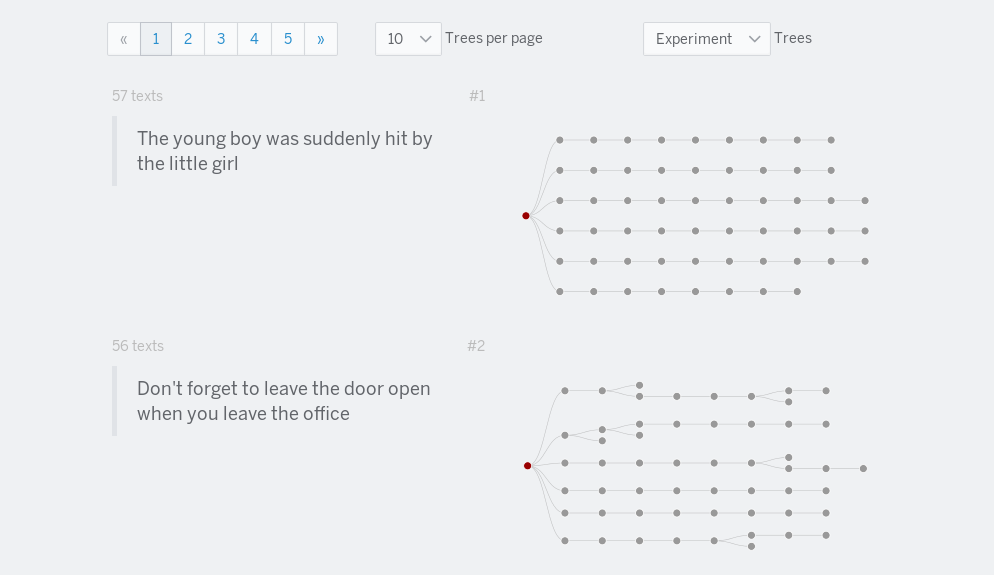 « 1 2 3 4 5 » 10 Trees per page Experiment Trees
57 texts #1
The young boy was suddenly hit by
the little girl
56 texts #2
Don't forget to leave the door open
when you leave the office